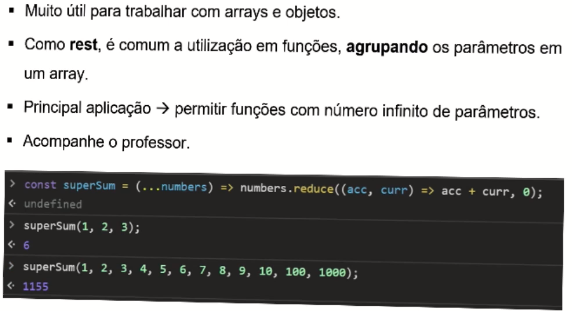 ▪ Muito útil para trabalhar com arrays e objetos.
▪ Como rest, é comum a utilização em funções, agrupando os parâmetros em
um array.
▪ Principal aplicação → permitir funções com número infinito de parâmetros.
▪ Acompanhe o professor.
> const superSum = (...numbers) => numbers.reduce((acc, curr) => acc + curr, 0);
<· undefined
> superSum(1, 2, 3);
<· 6
> superSum(1, 2, 3, 4, 5, 6, 7, 8, 9, 10, 100, 1000);
<· 1155